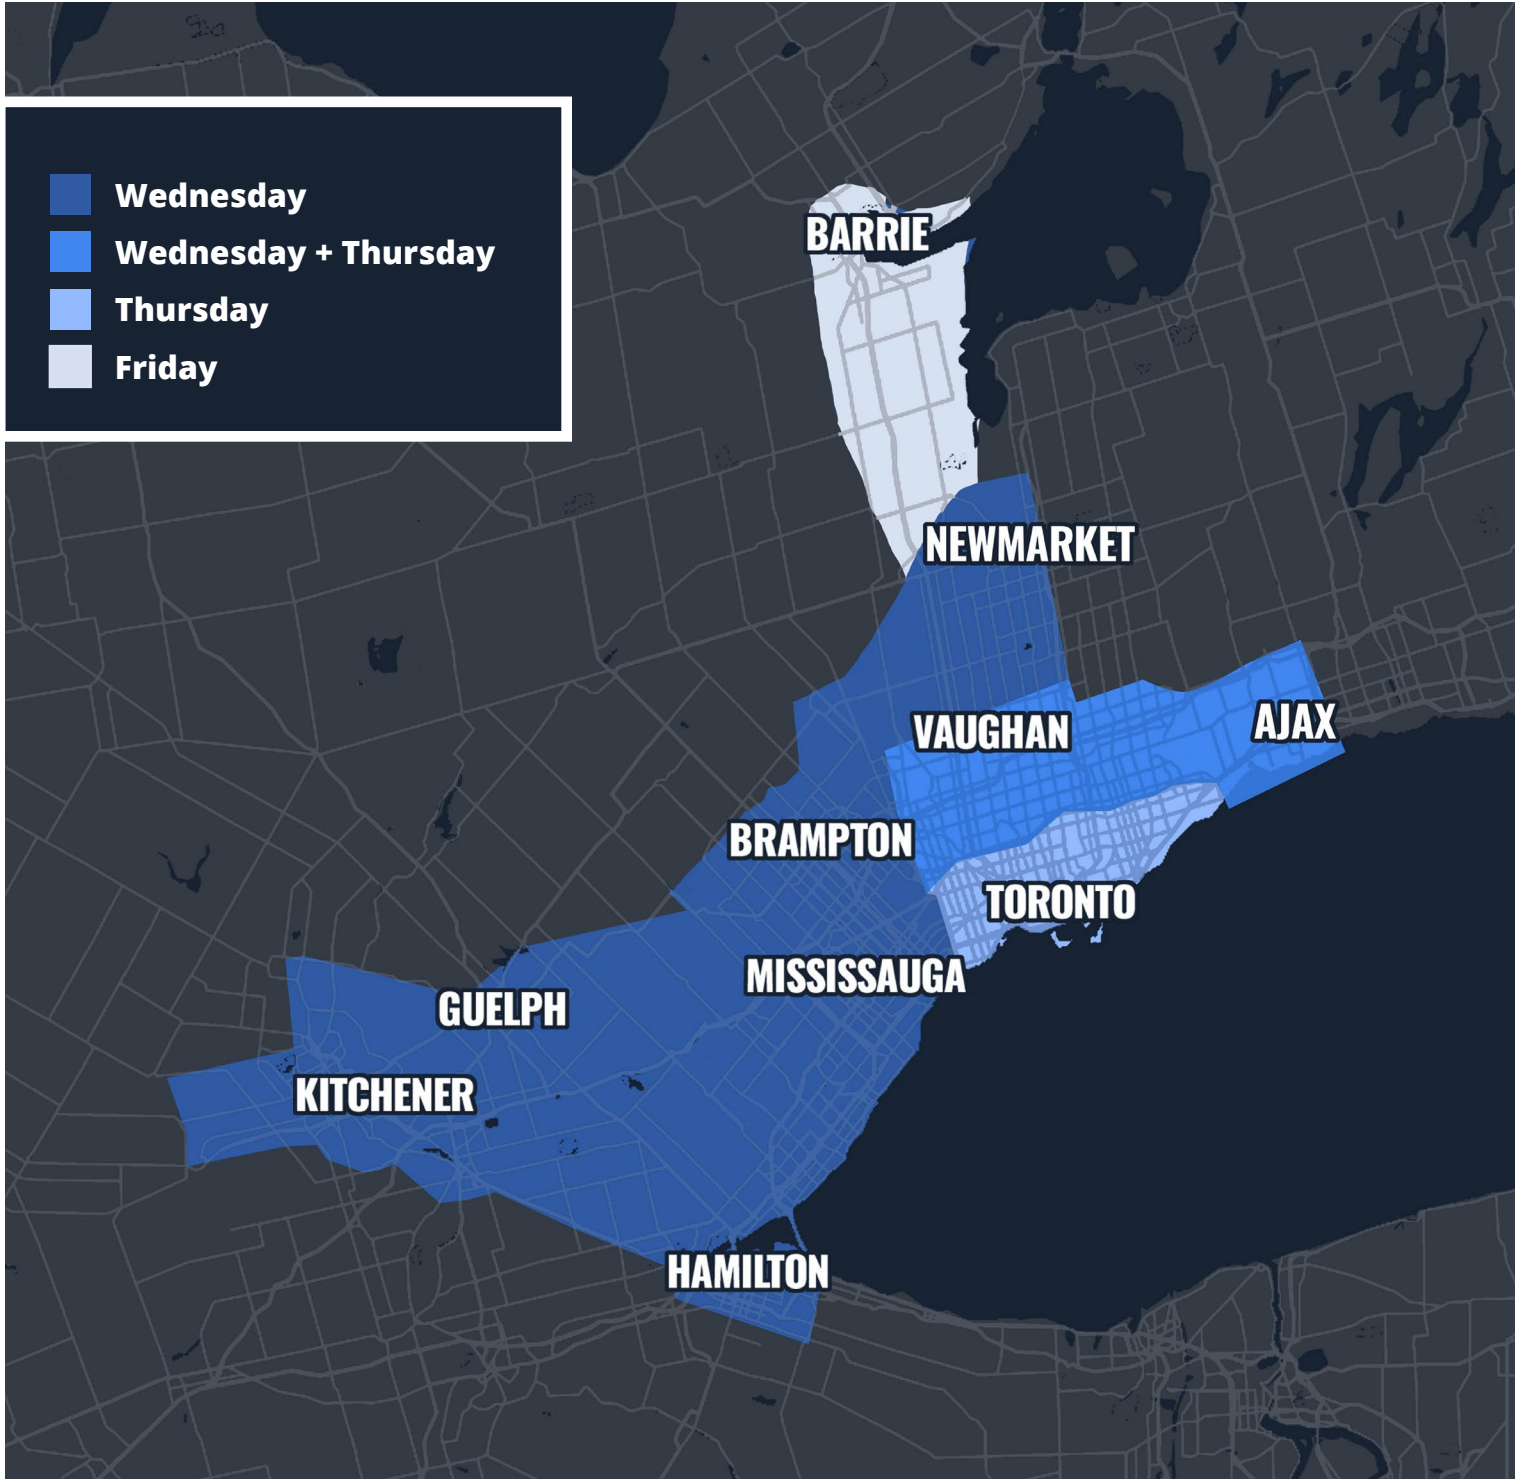 Wednesday
Wednesday + Thursday
Thursday
Friday
BARRIE
NEWMARKET
VAUGHAN
AJAX
BRAMPTON
TORONTO
MISSISSAUGA
GUELPH
KITCHENER
HAMILTON